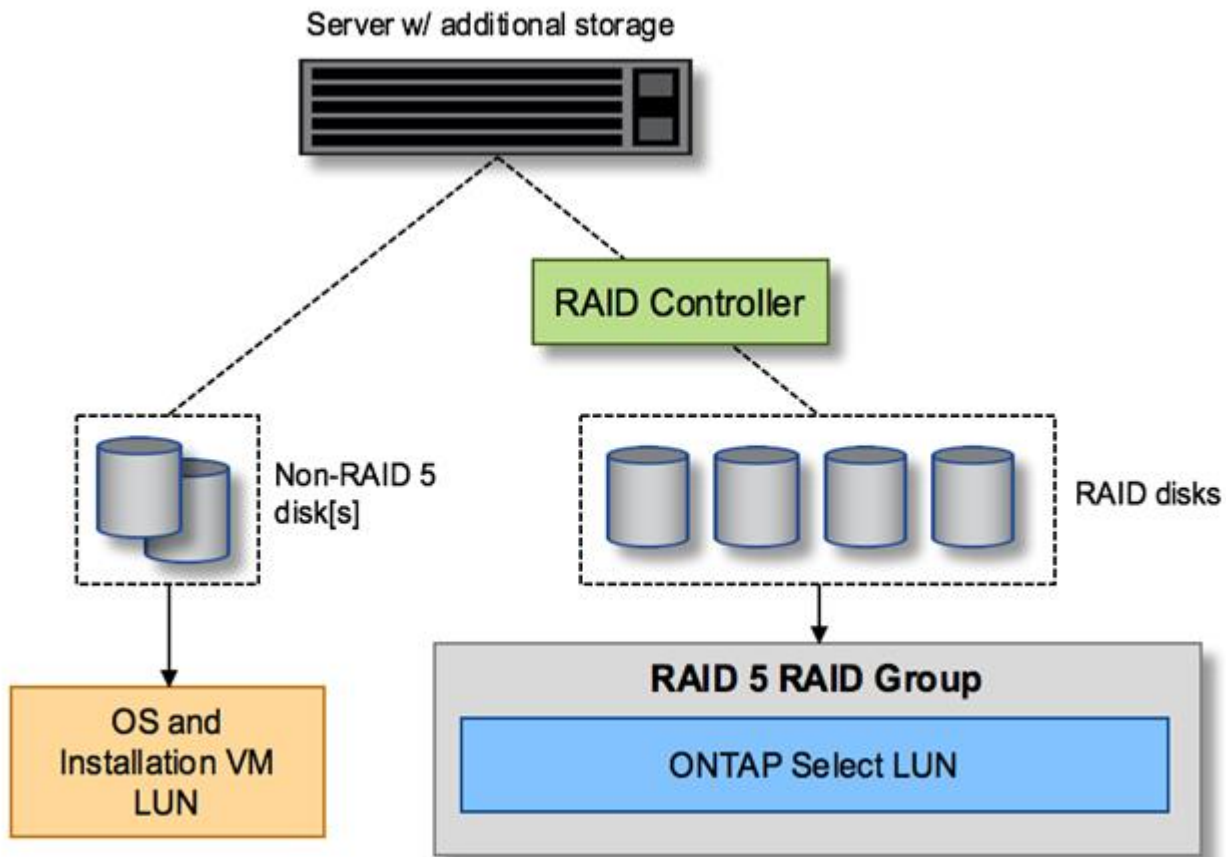 Server w/ additional storage
RAID Controller
Non-RAID 5
disk[s]
RAID disks
OS and
Installation VM
LUN
RAID 5 RAID Group
ONTAP Select LUN